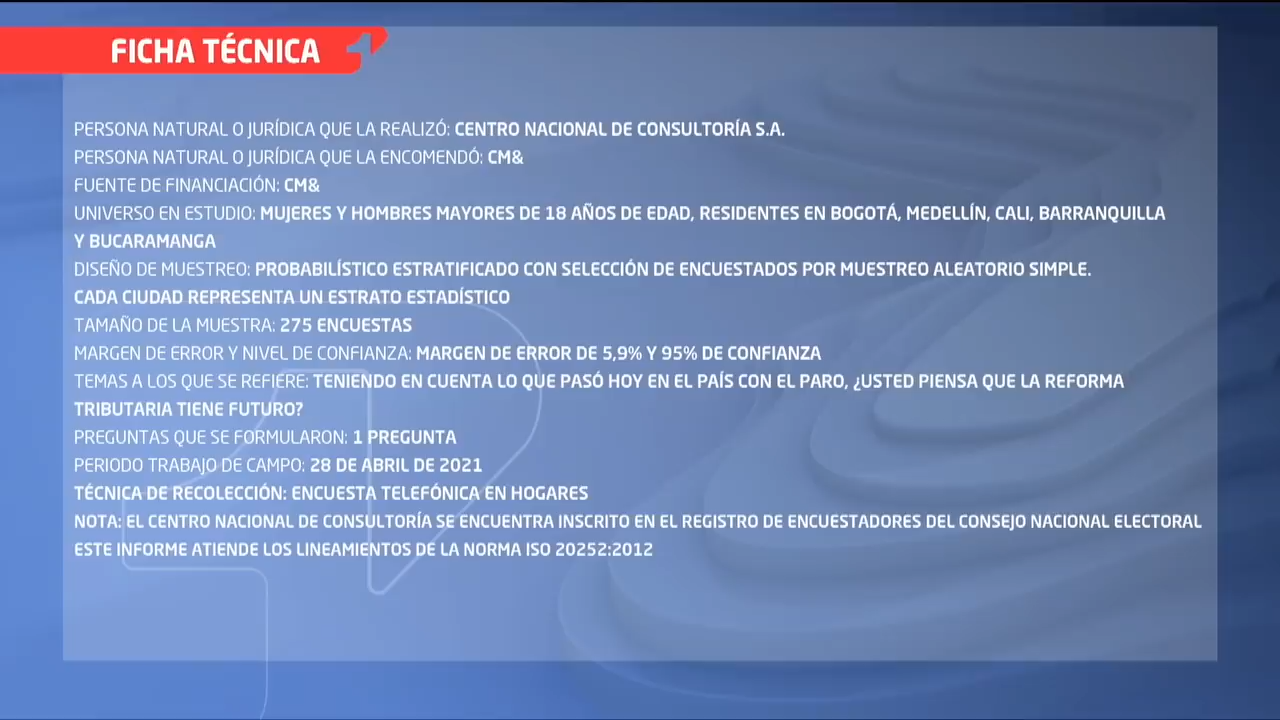 FICHA TÉCNICA
PERSONA NATURAL O JURÍDICA QUE LA REALIZÓ: CENTRO NACIONAL DE CONSULTORÍA S.A.
PERSONA NATURAL O JURÍDICA QUE LA ENCOMENDÓ: CM&
FUENTE DE FINANCIACIÓN: CM&
UNIVERSO EN ESTUDIO: MUJERES Y HOMBRES MAYORES DE 18 AÑOS DE EDAD, RESIDENTES EN BOGOTÁ, MEDELLÍN, CALI, BARRANQUILLA
Y BUCARAMANGA
DISEÑO DE MUESTREO: PROBABILÍSTICO ESTRATIFICADO CON SELECCIÓN DE ENCUESTADOS POR MUESTREO ALEATORIO SIMPLE.
CADA CIUDAD REPRESENTA UN ESTRATO ESTADÍSTICO
TAMAÑO DE LA MUESTRA: 275 ENCUESTAS
MARGEN DE ERROR Y NIVEL DE CONFIANZA: MARGEN DE ERROR DE 5,9% Y 95% DE CONFIANZA
TEMAS A LOS QUE SE REFIERE: TENIENDO EN CUENTA LO QUE PASÓ HOY EN EL PAÍS CON EL PARO, ¿USTED PIENSA QUE LA REFORMA
TRIBUTARIA TIENE FUTURO?
PREGUNTAS QUE SE FORMULARON: 1 PREGUNTA
PERIODO TRABAJO DE CAMPO: 28 DE ABRIL DE 2021
TÉCNICA DE RECOLECCIÓN: ENCUESTA TELEFÓNICA EN HOGARES
NOTA: EL CENTRO NACIONAL DE CONSULTORÍA SE ENCUENTRA INSCRITO EN EL REGISTRO DE ENCUESTADORES DEL CONSEJO NACIONAL ELECTORAL
ESTE INFORME ATIENDE LOS LINEAMIENTOS DE LA NORMA ISO 20252:2012